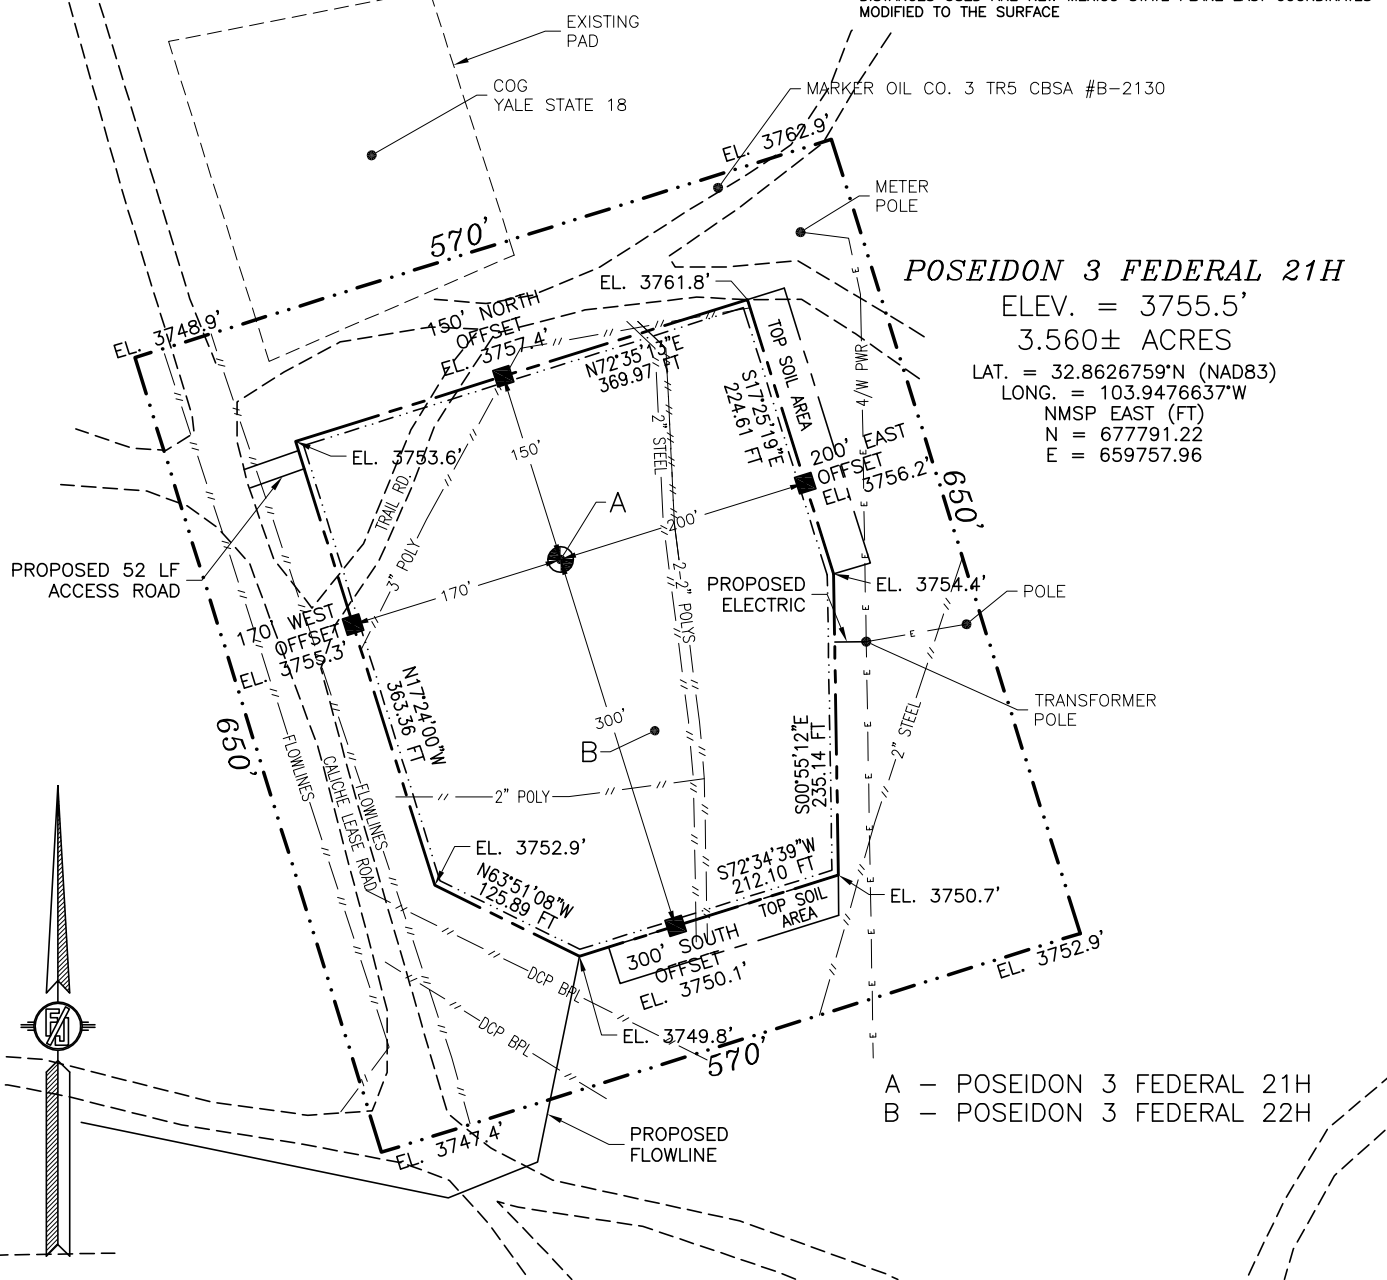 MODIFIED TO THE SURFACE
EXISTING
PAD
COG
YALE STATE 18
MARKER OIL CO. 3 TR5 CBSA #B-2130
EL. 3762.9'
METER
POLE
570'
POSEIDON 3 FEDERAL 21H
ELEV. = 3755.5'
3.560± ACRES
LAT. = 32.8626759°N (NAD83)
LONG. = 103.9476637°W
NMSP EAST (FT)
N = 677791.22
E = 659757.96
EL. 3761.8'
EL. 3748.9'
150' NORTH
OFFSET
EL. 3757.4'
N72°35'13"E
369.97 FT
TOP SOIL AREA
S17°25'19"E
224.61 FT
4/W PWR
E
2" STEEL
150'
EL. 3753.6'
200' EAST
OFFSET
EL. 3756.2'
650'
TRAIL RD.
3" POLY
A
200'
PROPOSED 52 LF
ACCESS ROAD
170'
2-2" POLYS
PROPOSED
ELECTRIC
EL. 3754.4'
POLE
E
170' WEST
OFFSET
EL. 3755.3'
N17°24'00"W
363.36 FT
300'
B
S00°55'12"E
235.14 FT
2" STEEL
TRANSFORMER
POLE
650'
FLOWLINES
CALICHE LEASE ROAD
FLOWLINES
2" POLY
EL. 3752.9'
N63°51'08"W
125.89 FT
S72°34'39"W
212.10 FT
EL. 3750.7'
TOP SOIL
AREA
300' SOUTH
OFFSET
EL. 3750.1'
EL. 3752.9'
DCP BPL
DCP BPL
EL. 3749.8'
570'
A - POSEIDON 3 FEDERAL 21H
B - POSEIDON 3 FEDERAL 22H
EL. 3747.4'
PROPOSED
FLOWLINE